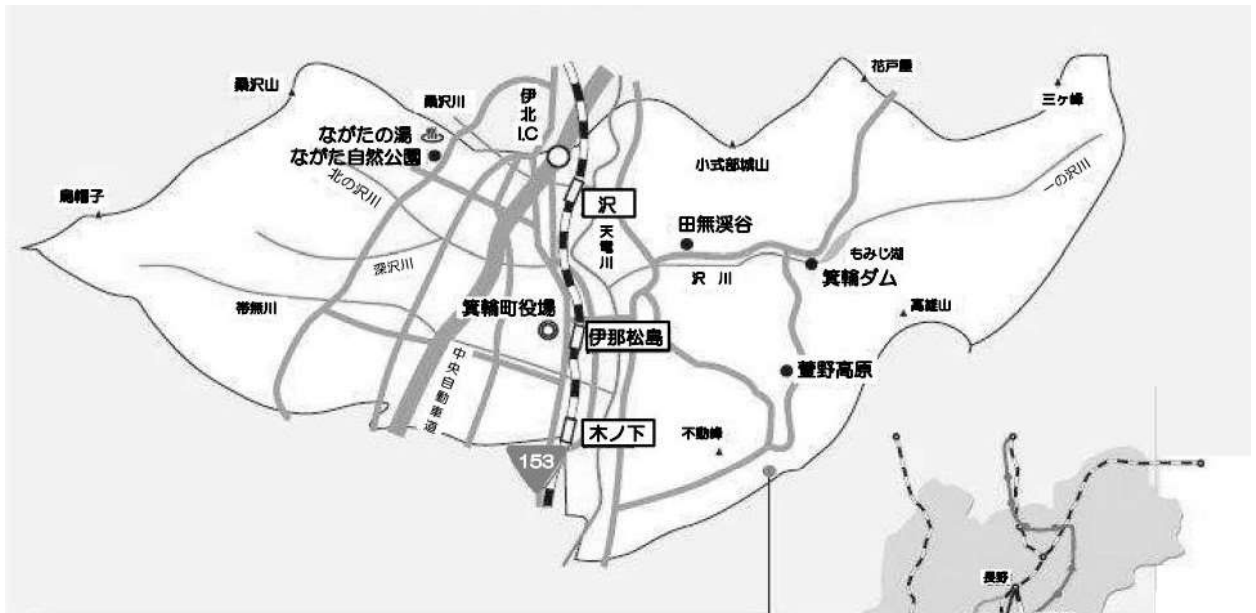 花戸屋
桑沢山
三ヶ峰
桑沢川
伊北
I.C
ながたの湯
ながた自然公園
小式部城山
北の沢川
一の沢川
烏帽子
沢
田無渓谷
天竜川
もみじ湖
深沢川
沢川
箕輪ダム
帯無川
箕輪町役場
高雄山
伊那松島
中央自動車道
萱野高原
木ノ下
不動峰
153
長野